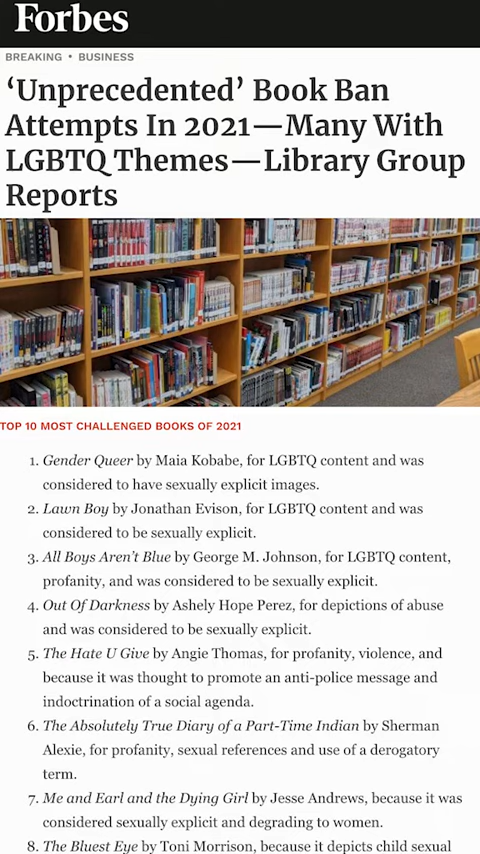 Forbes
BREAKING • BUSINESS
‘Unprecedented’ Book Ban
Attempts In 2021—Many With
LGBTQ Themes—Library Group
Reports
TOP 10 MOST CHALLENGED BOOKS OF 2021
1. Gender Queer by Maia Kobabe, for LGBTQ content and was
considered to have sexually explicit images.
2. Lawn Boy by Jonathan Evison, for LGBTQ content and was
considered to be sexually explicit.
3. All Boys Aren’t Blue by George M. Johnson, for LGBTQ content,
profanity, and was considered to be sexually explicit.
4. Out Of Darkness by Ashely Hope Perez, for depictions of abuse
and was considered to be sexually explicit.
5. The Hate U Give by Angie Thomas, for profanity, violence, and
because it was thought to promote an anti-police message and
indoctrination of a social agenda.
6. The Absolutely True Diary of a Part-Time Indian by Sherman
Alexie, for profanity, sexual references and use of a derogatory
term.
7. Me and Earl and the Dying Girl by Jesse Andrews, because it was
considered sexually explicit and degrading to women.
8. The Bluest Eye by Toni Morrison, because it depicts child sexual